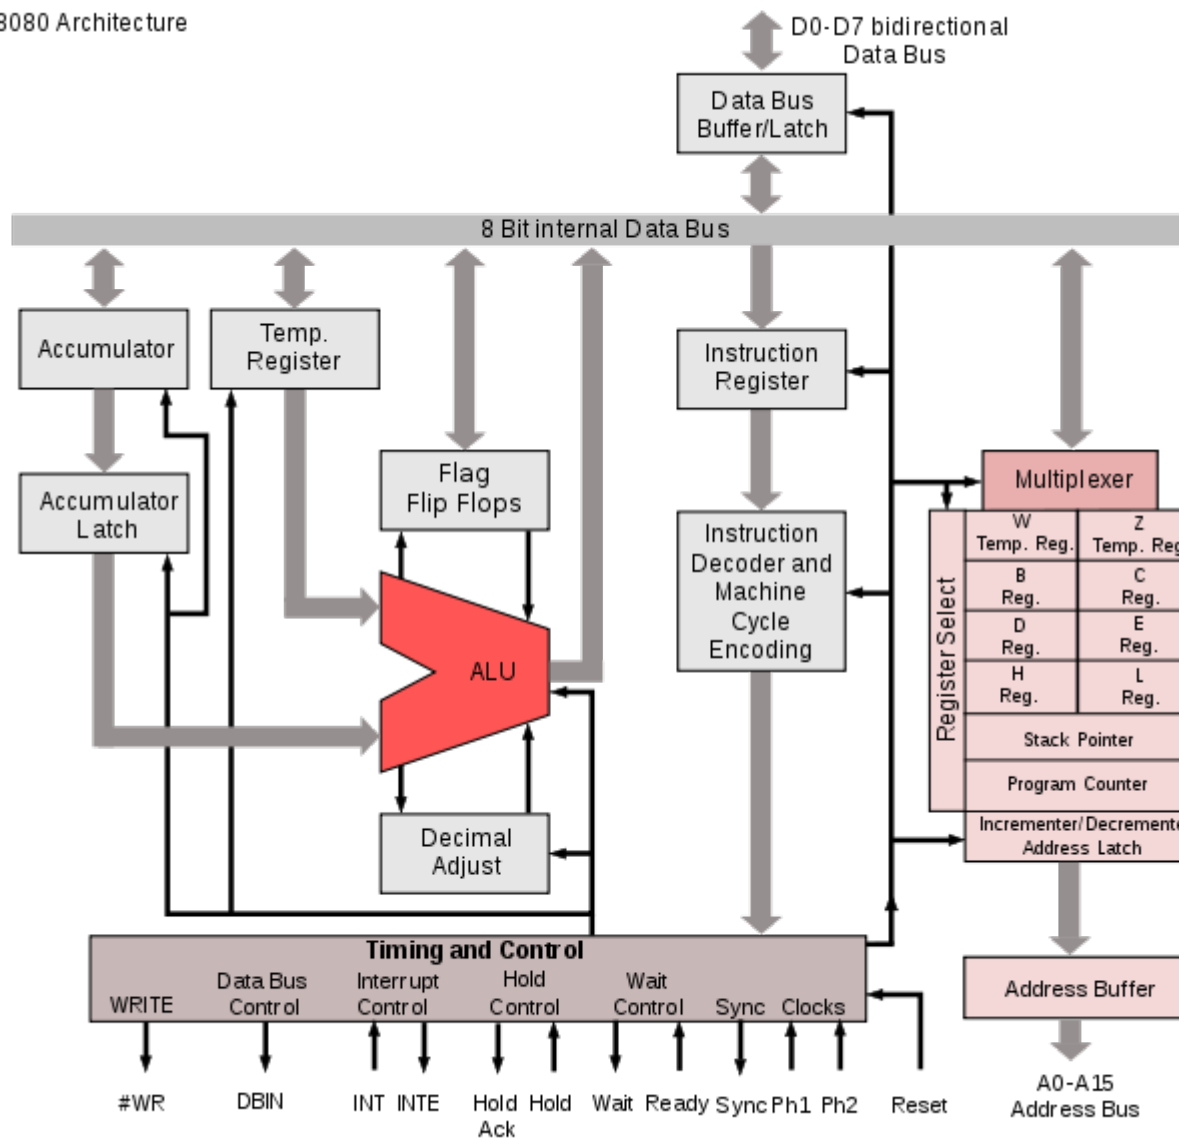 8080 Architecture
D0-D7 bidirectional
Data Bus
Data Bus
Buffer/Latch
8 Bit internal Data Bus
Accumulator
Temp.
Register
Instruction
Register
Accumulator
Latch
Flag
Flip Flops
Instruction
Decoder and
Machine
Cycle
Encoding
Multiplexer
Register Select
W
Temp. Reg.
Z
Temp. Reg
B
Reg.
C
Reg.
D
Reg.
E
Reg.
H
Reg.
L
Reg.
Stack Pointer
Program Counter
Incrementer/Decremente
Address Latch
ALU
Decimal
Adjust
Timing and Control
WRITE
Data Bus
Control
Interrupt
Control
Hold
Control
Wait
Control
Sync
Clocks
Address Buffer
#WR
DBIN
INT
INTE
Hold
Ack
Hold
Wait
Ready
Sync
Ph1
Ph2
Reset
A0-A15
Address Bus